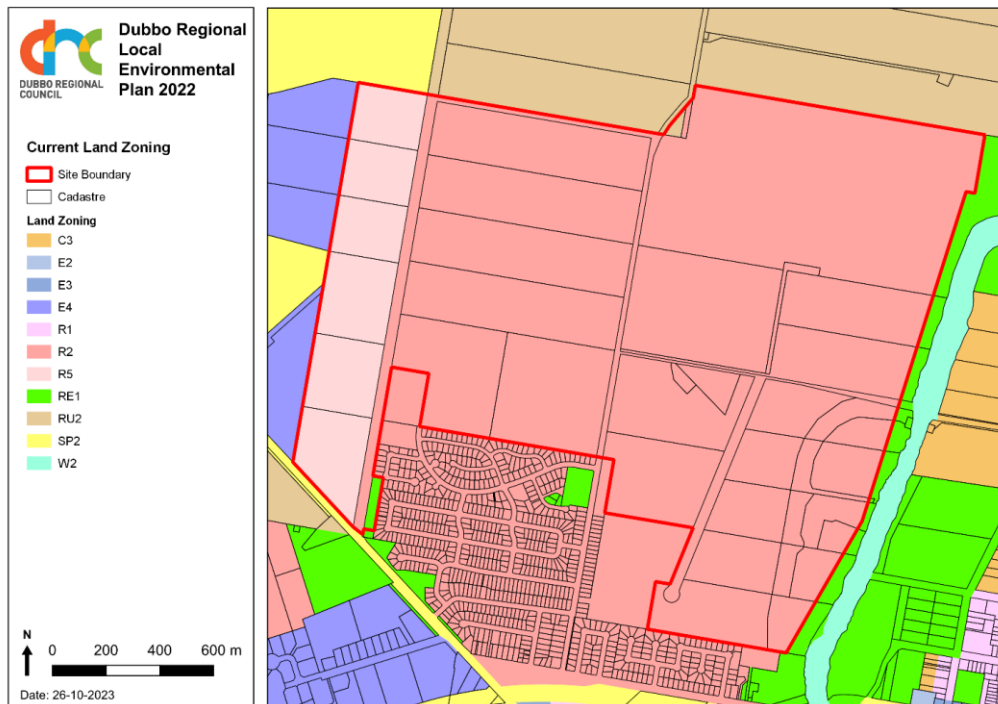 DUBBO REGIONAL
COUNCIL
Dubbo Regional
Local
Environmental
Plan 2022
Current Land Zoning
Site Boundary
Cadastre
Land Zoning
C3
E2
E3
E4
R1
R2
R5
RE1
RU2
SP2
W2
N
0 200 400 600 m
Date: 26-10-2023